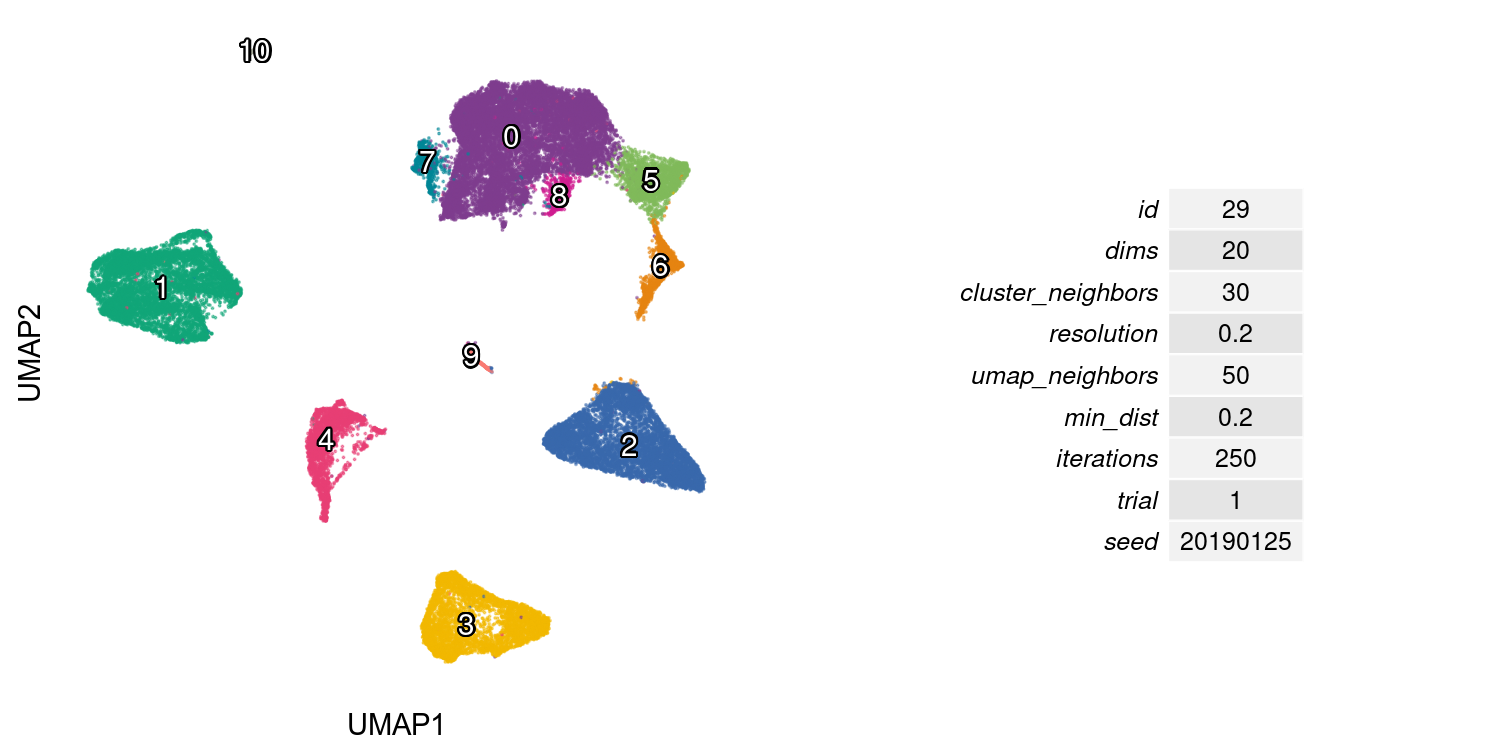 10
0
7
5
8
6
1
9
4
2
3
UMAP2
UMAP1
id 29
dims 20
cluster_neighbors 30
resolution 0.2
umap_neighbors 50
min_dist 0.2
iterations 250
trial 1
seed 20190125